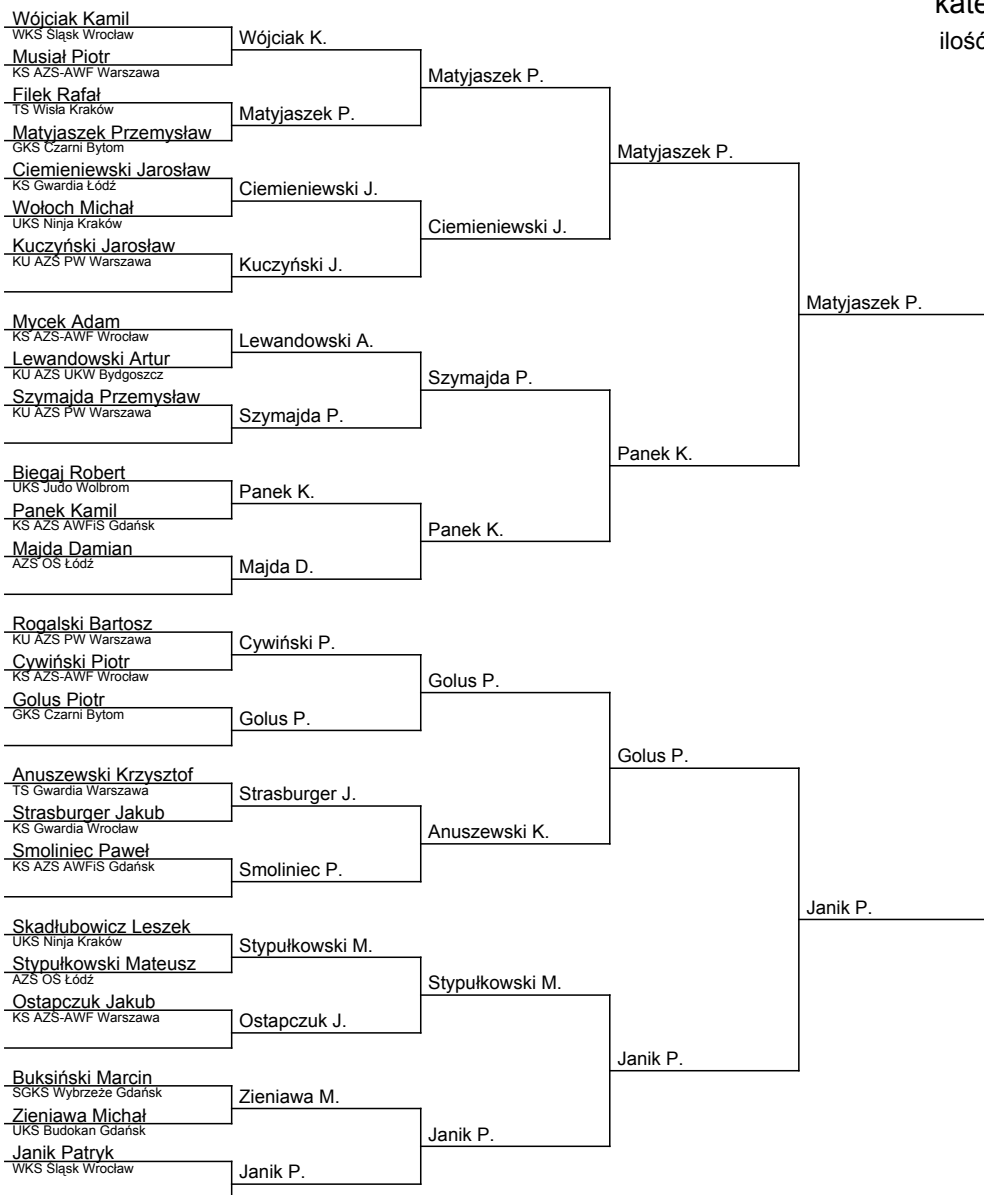 kate
ilość
Wójciak Kamil
WKS Śląsk Wrocław
Musiał Piotr
KS AZS-AWF Warszawa
Filek Rafał
TS Wisła Kraków
Matyjaszek Przemysław
GKS Czarni Bytom
Ciemieniewski Jarosław
KS Gwardia Łódź
Wołoch Michał
UKS Ninja Kraków
Kuczyński Jarosław
KU AZS PW Warszawa
Mycek Adam
KS AZS-AWF Wrocław
Lewandowski Artur
KU AZS UKW Bydgoszcz
Szymajda Przemysław
KU AZS PW Warszawa
Biegaj Robert
UKS Judo Wolbrom
Panek Kamil
KS AZS AWFiS Gdańsk
Majda Damian
AZS OŚ Łódź
Rogalski Bartosz
KU AZS PW Warszawa
Cywiński Piotr
KS AZS-AWF Wrocław
Golus Piotr
GKS Czarni Bytom
Anuszewski Krzysztof
TS Gwardia Warszawa
Strasburger Jakub
KS Gwardia Wrocław
Smoliniec Paweł
KS AZS AWFiS Gdańsk
Skadłubowicz Leszek
UKS Ninja Kraków
Stypułkowski Mateusz
AZS OŚ Łódź
Ostapczuk Jakub
KS AZS-AWF Warszawa
Buksiński Marcin
SGKS Wybrzeże Gdańsk
Zieniawa Michał
UKS Budokan Gdańsk
Janik Patryk
WKS Śląsk Wrocław
Wójciak K.
Matyjaszek P.
Ciemieniewski J.
Kuczyński J.
Lewandowski A.
Szymajda P.
Panek K.
Majda D.
Cywiński P.
Golus P.
Strasburger J.
Smoliniec P.
Stypułkowski M.
Ostapczuk J.
Zieniawa M.
Janik P.
Matyjaszek P.
Ciemieniewski J.
Szymajda P.
Panek K.
Golus P.
Anuszewski K.
Stypułkowski M.
Janik P.
Matyjaszek P.
Panek K.
Golus P.
Janik P.
Matyjaszek P.
Janik P.